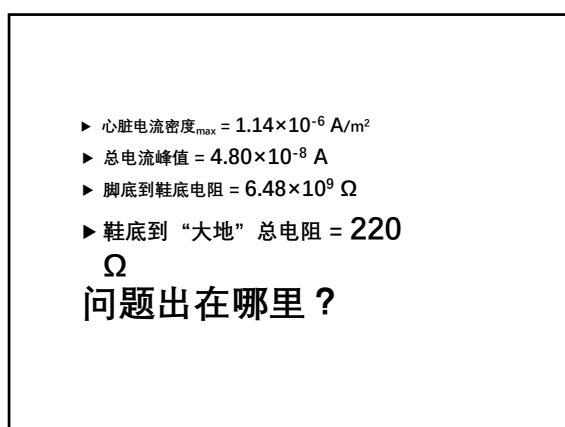 ▶ 心脏电流密度max = 1.14×10-6 A/m2
▶ 总电流峰值 = 4.80×10-8 A
▶ 脚底到鞋底电阻 = 6.48×109 Ω
▶ 鞋底到“大地”总电阻 = 220
Ω
问题出在哪里？